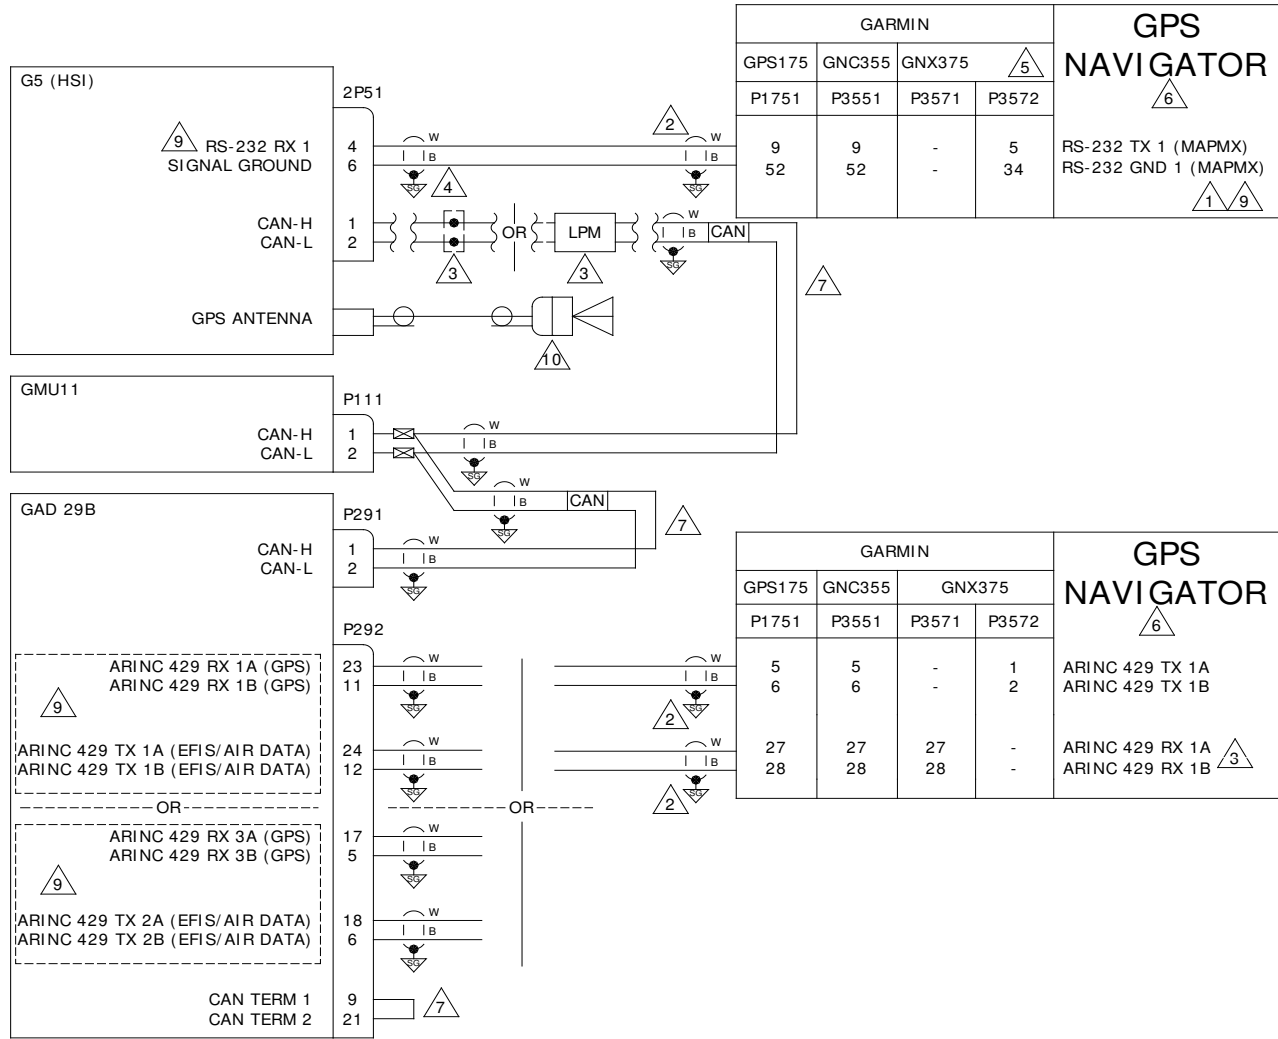 GARMIN
GPS
NAVIGATOR
6
GPS175 GNC355 GNX375 5
P1751 P3551 P3571 P3572
9 9 - 5 RS-232 TX 1 (MAPMX)
52 52 - 34 RS-232 GND 1 (MAPMX)
1 9
G5 (HSI)
2P51
9 RS-232 RX 1 4 W 2 W
SIGNAL GROUND 6 B B
SG 4 SG
CAN-H 1 OR LPM W
CAN-L 2 B CAN
3 3 SG
7
GPS ANTENNA
10
GMU11
P111
CAN-H 1 W
CAN-L 2 B
SG
W
B CAN
SG
7
GAD 29B
P291
CAN-H 1 W
CAN-L 2 B
SG
GARMIN
GPS
NAVIGATOR
6
GPS175 GNC355 GNX375
P1751 P3551 P3571 P3572
P292
ARINC 429 RX 1A (GPS) 23 W W 5 5 - 1 ARINC 429 TX 1A
ARINC 429 RX 1B (GPS) 11 B B 6 6 - 2 ARINC 429 TX 1B
9 SG 2 SG
ARINC 429 TX 1A (EFIS/AIR DATA) 24 W W 27 27 27 - ARINC 429 RX 1A
ARINC 429 TX 1B (EFIS/AIR DATA) 12 B B 28 28 28 - ARINC 429 RX 1B 3
SG 2 SG
OR OR
ARINC 429 RX 3A (GPS) 17 W
ARINC 429 RX 3B (GPS) 5 B
9 SG
ARINC 429 TX 2A (EFIS/AIR DATA) 18 W
ARINC 429 TX 2B (EFIS/AIR DATA) 6 B
SG
CAN TERM 1 9
CAN TERM 2 21
7